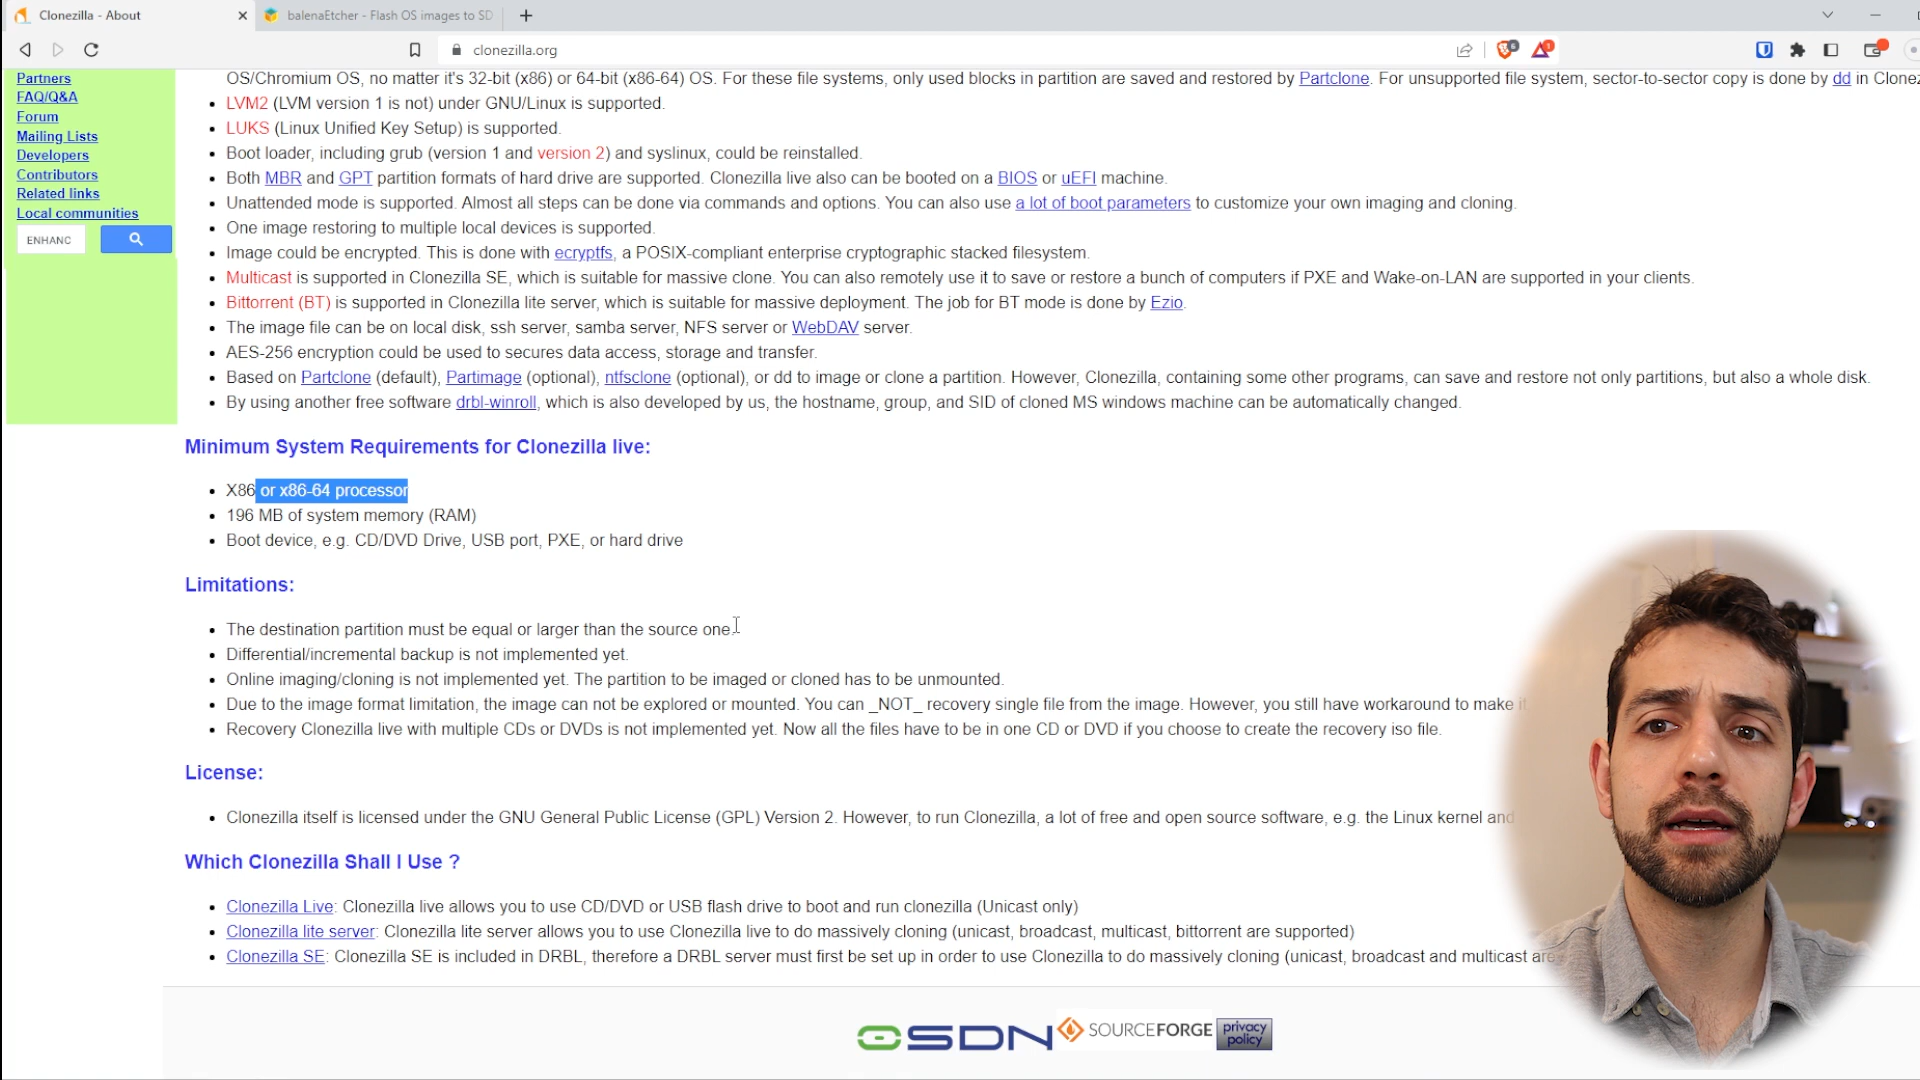 Clonezilla - About
balenaEtcher - Flash OS images to SD
clonezilla.org
Partners
FAQ/Q&A
Forum
Mailing Lists
Developers
Contributors
Related links
Local communities
ENHANC
OS/Chromium OS, no matter it's 32-bit (x86) or 64-bit (x86-64) OS. For these file systems, only used blocks in partition are saved and restored by Partclone. For unsupported file system, sector-to-sector copy is done by dd in Clonez
• LVM2 (LVM version 1 is not) under GNU/Linux is supported.
• LUKS (Linux Unified Key Setup) is supported.
• Boot loader, including grub (version 1 and version 2) and syslinux, could be reinstalled.
• Both MBR and GPT partition formats of hard drive are supported. Clonezilla live also can be booted on a BIOS or uEFI machine.
• Unattended mode is supported. Almost all steps can be done via commands and options. You can also use a lot of boot parameters to customize your own imaging and cloning.
• One image restoring to multiple local devices is supported.
• Image could be encrypted. This is done with ecryptfs, a POSIX-compliant enterprise cryptographic stacked filesystem.
• Multicast is supported in Clonezilla SE, which is suitable for massive clone. You can also remotely use it to save or restore a bunch of computers if PXE and Wake-on-LAN are supported in your clients.
• Bittorrent (BT) is supported in Clonezilla lite server, which is suitable for massive deployment. The job for BT mode is done by Ezio.
• The image file can be on local disk, ssh server, samba server, NFS server or WebDAV server.
• AES-256 encryption could be used to secures data access, storage and transfer.
• Based on Partclone (default), Partimage (optional), ntfsclone (optional), or dd to image or clone a partition. However, Clonezilla, containing some other programs, can save and restore not only partitions, but also a whole disk.
• By using another free software drbl-winroll, which is also developed by us, the hostname, group, and SID of cloned MS windows machine can be automatically changed.
Minimum System Requirements for Clonezilla live:
• X86 or x86-64 processor
• 196 MB of system memory (RAM)
• Boot device, e.g. CD/DVD Drive, USB port, PXE, or hard drive
Limitations:
• The destination partition must be equal or larger than the source one.
• Differential/incremental backup is not implemented yet.
• Online imaging/cloning is not implemented yet. The partition to be imaged or cloned has to be unmounted.
• Due to the image format limitation, the image can not be explored or mounted. You can _NOT_ recovery single file from the image. However, you still have workaround to make it
• Recovery Clonezilla live with multiple CDs or DVDs is not implemented yet. Now all the files have to be in one CD or DVD if you choose to create the recovery iso file.
License:
• Clonezilla itself is licensed under the GNU General Public License (GPL) Version 2. However, to run Clonezilla, a lot of free and open source software, e.g. the Linux kernel and
Which Clonezilla Shall I Use ?
• Clonezilla Live: Clonezilla live allows you to use CD/DVD or USB flash drive to boot and run clonezilla (Unicast only)
• Clonezilla lite server: Clonezilla lite server allows you to use Clonezilla live to do massively cloning (unicast, broadcast, multicast, bittorrent are supported)
• Clonezilla SE: Clonezilla SE is included in DRBL, therefore a DRBL server must first be set up in order to use Clonezilla to do massively cloning (unicast, broadcast and multicast are
OSDN
SOURCEFORGE
privacy
policy